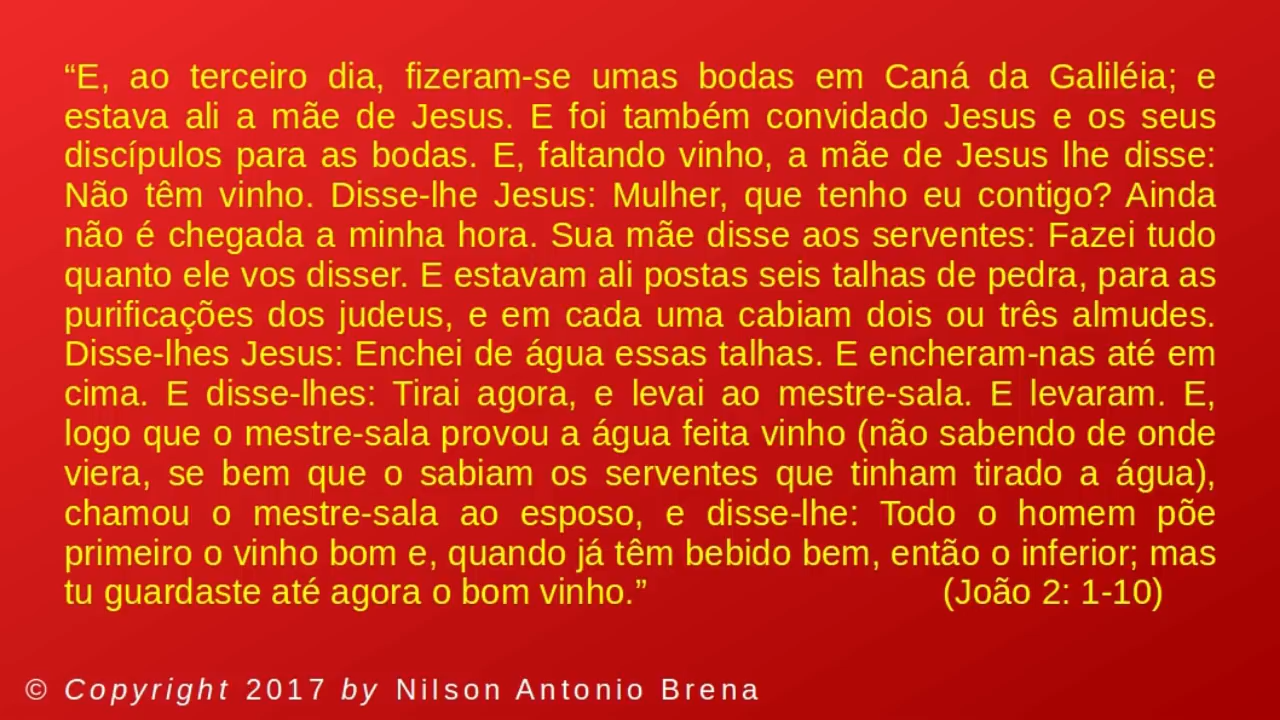 “E, ao terceiro dia, fizeram-se umas bodas em Caná da Galiléia; e
estava ali a mãe de Jesus. E foi também convidado Jesus e os seus
discípulos para as bodas. E, faltando vinho, a mãe de Jesus lhe disse:
Não têm vinho. Disse-lhe Jesus: Mulher, que tenho eu contigo? Ainda
não é chegada a minha hora. Sua mãe disse aos serventes: Fazei tudo
quanto ele vos disser. E estavam ali postas seis talhas de pedra, para as
purificações dos judeus, e em cada uma cabiam dois ou três almudes.
Disse-lhes Jesus: Enchei de água essas talhas. E encheram-nas até em
cima. E disse-lhes: Tirai agora, e levai ao mestre-sala. E levaram. E,
logo que o mestre-sala provou a água feita vinho (não sabendo de onde
viera, se bem que o sabiam os serventes que tinham tirado a água),
chamou o mestre-sala ao esposo, e disse-lhe: Todo o homem põe
primeiro o vinho bom e, quando já têm bebido bem, então o inferior; mas
tu guardaste até agora o bom vinho.” (João 2: 1-10)
© Copyright 2017 by Nilson Antonio Brena